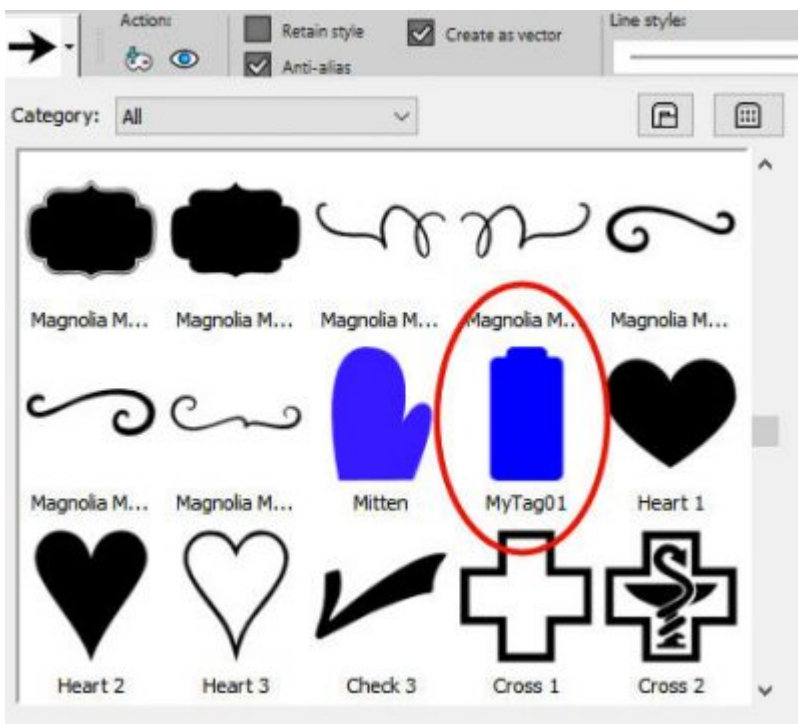 Actions:
Retain style
Create as vector
Line style:
Anti-alias
Category:
All
Magnolia M... Magnolia M... Magnolia M... Magnolia M... Magnolia M...
Magnolia M... Magnolia M... Mitten MyTag01 Heart 1
Heart 2 Heart 3 Check 3 Cross 1 Cross 2